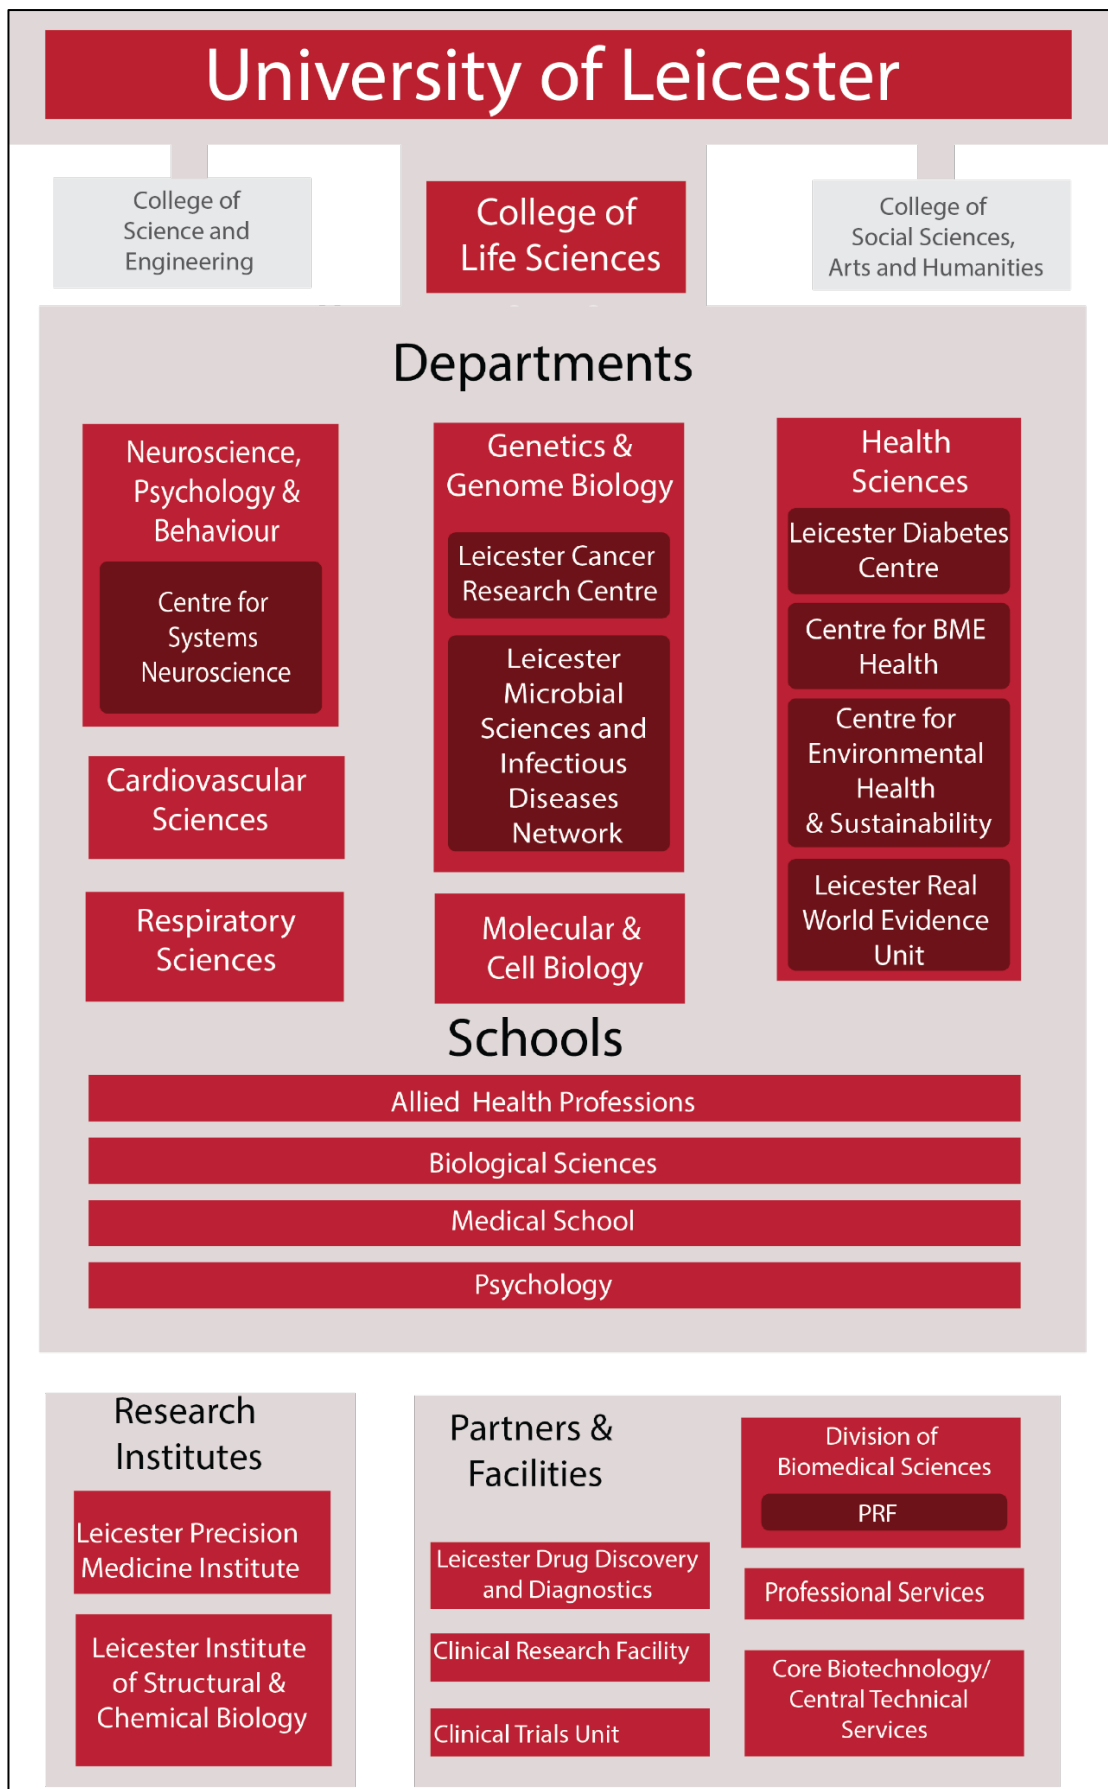 University of Leicester
College of
Science and
Engineering
College of
Life Sciences
College of
Social Sciences,
Arts and Humanities
Departments
Neuroscience,
Psychology &
Behaviour
Centre for
Systems
Neuroscience
Cardiovascular
Sciences
Respiratory
Sciences
Genetics &
Genome Biology
Leicester Cancer
Research Centre
Leicester
Microbial
Sciences and
Infectious
Diseases
Network
Molecular &
Cell Biology
Health
Sciences
Leicester Diabetes
Centre
Centre for BME
Health
Centre for
Environmental
Health
& Sustainability
Leicester Real
World Evidence
Unit
Schools
Allied Health Professions
Biological Sciences
Medical School
Psychology
Research
Institutes
Leicester Precision
Medicine Institute
Leicester Institute
of Structural &
Chemical Biology
Partners &
Facilities
Leicester Drug Discovery
and Diagnostics
Clinical Research Facility
Clinical Trials Unit
Division of
Biomedical Sciences
PRF
Professional Services
Core Biotechnology/
Central Technical
Services